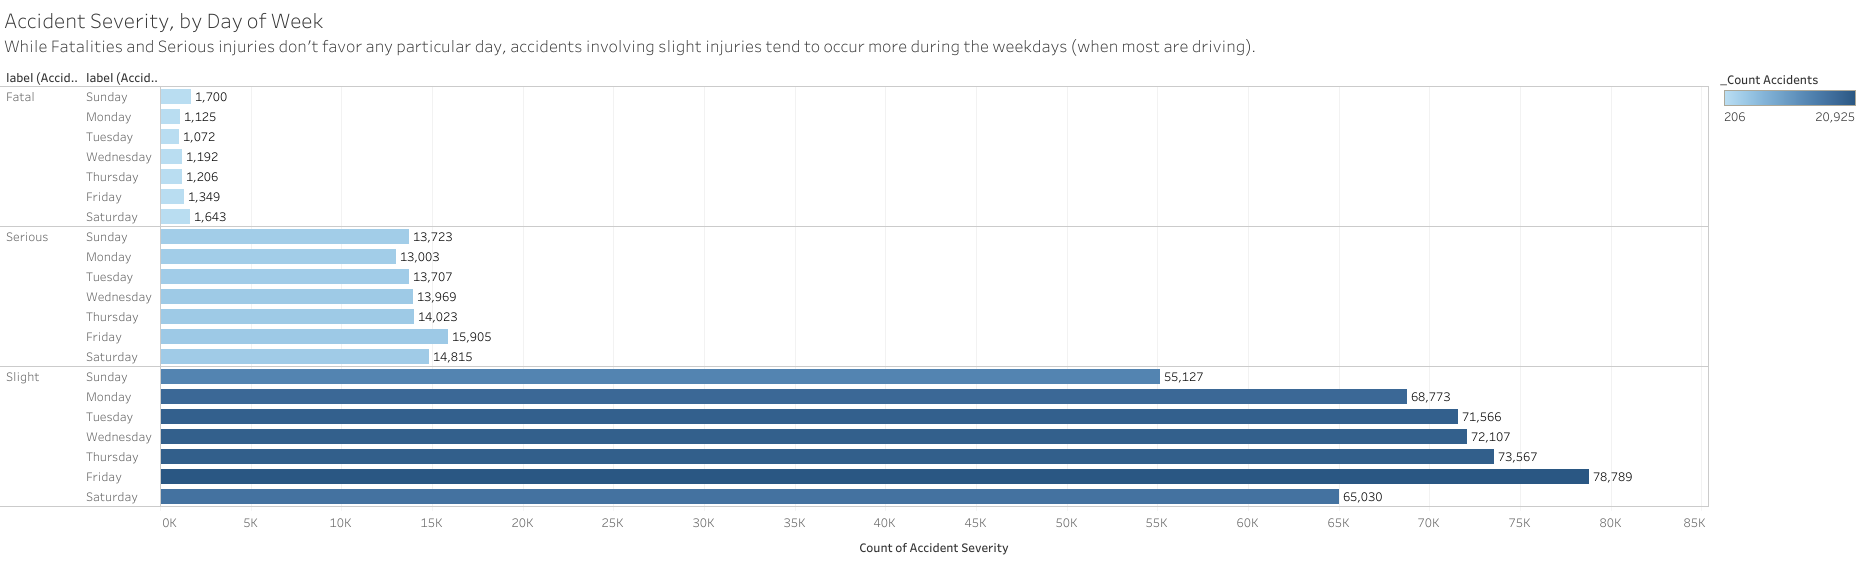 Accident Severity, by Day of Week
While Fatalities and Serious injuries don't favor any particular day, accidents involving slight injuries tend to occur more during the weekdays (when most are driving).
label (Accid.. label (Accid..
_Count Accidents
206 20,925
Fatal Sunday 1,700
Monday 1,125
Tuesday 1,072
Wednesday 1,192
Thursday 1,206
Friday 1,349
Saturday 1,643
Serious Sunday 13,723
Monday 13,003
Tuesday 13,707
Wednesday 13,969
Thursday 14,023
Friday 15,905
Saturday 14,815
Slight Sunday 55,127
Monday 68,773
Tuesday 71,566
Wednesday 72,107
Thursday 73,567
Friday 78,789
Saturday 65,030
0K 5K 10K 15K 20K 25K 30K 35K 40K 45K 50K 55K 60K 65K 70K 75K 80K 85K
Count of Accident Severity